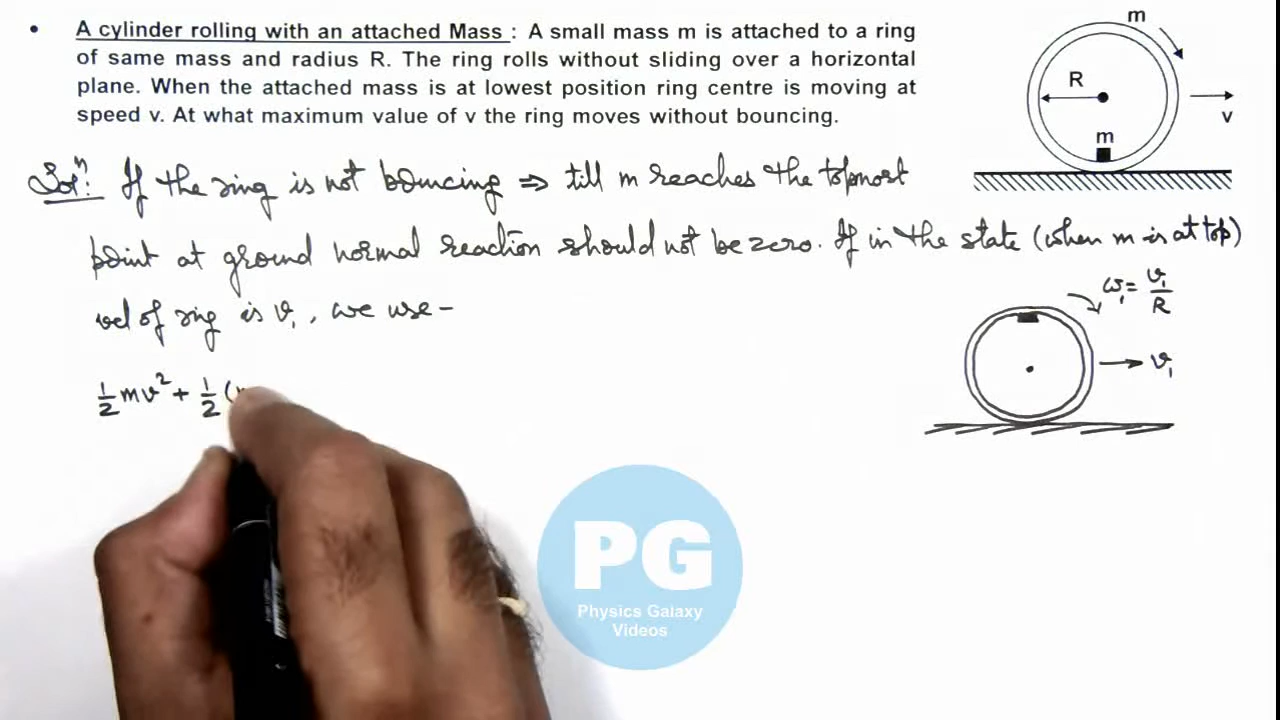 • A cylinder rolling with an attached Mass : A small mass m is attached to a ring
of same mass and radius R. The ring rolls without sliding over a horizontal
plane. When the attached mass is at lowest position ring centre is moving at
speed v. At what maximum value of v the ring moves without bouncing.
m
R
v
m
Solⁿ: If the ring is not bouncing ⇒ till m reaches the topmost
point at ground normal reaction should not be zero. If in the state (when m is at top)
vel of ring is v₁, we use –
ω₁ = v₁/R
v₁
½mv² + ½(
PG
Physics Galaxy
Videos